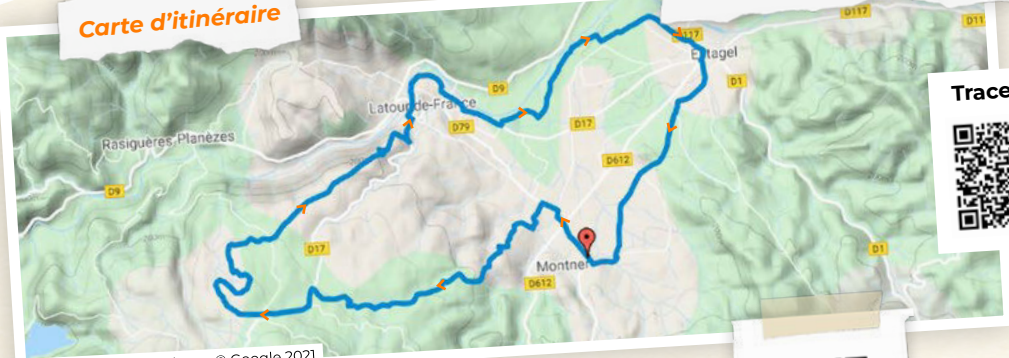 Carte d'itinéraire
D117
D117
Estagel
D1
Trace
D9
Latour-de-France
D79
D17
Rasiguères Planèzes
D612
D9
D17
D1
Montner
D612
© Google 2021